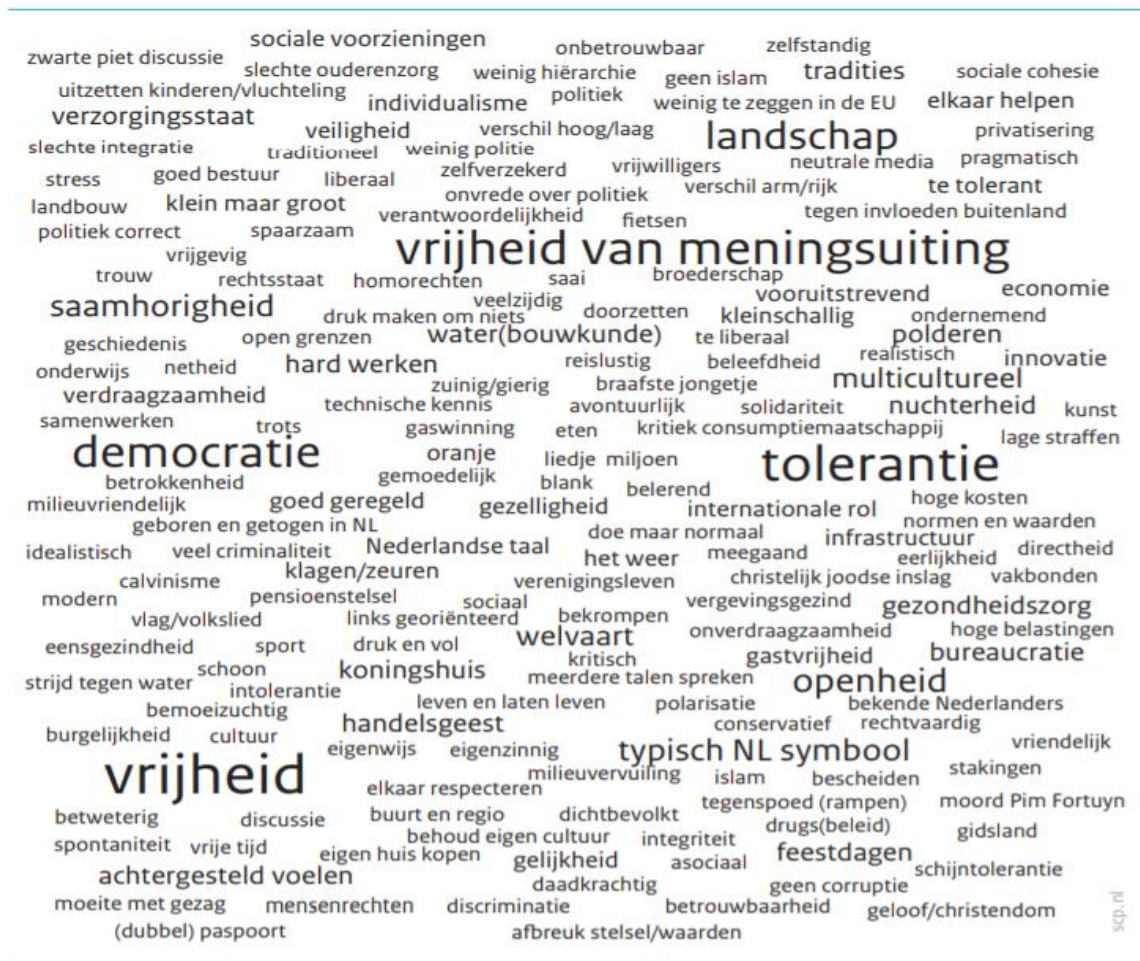 sociale voorzieningen
zwarte piet discussie onbetrouwbaar zelfstandig
slechte ouderenzorg weinig hiërarchie geen islam tradities sociale cohesie
uitzetten kinderen/vluchteling individualisme politiek weinig te zeggen in de EU elkaar helpen
verzorgingsstaat veiligheid verschil hoog/laag landschap privatisering
slechte integratie traditioneel weinig politie
stress goed bestuur liberaal zelfverzekerd vrijwilligers neutrale media pragmatisch
landbouw klein maar groot onvrede over politiek verschil arm/rijk te tolerant
verantwoordelijkheid fietsen tegen invloeden buitenland
politiek correct spaarzaam vrijheid van meningsuiting
vrijgevig
trouw rechtsstaat homorechten saai broederschap
saamhorigheid veelzijdig vooruitstrevend economie
druk maken om niets doorzetten kleinschallig ondernemend
geschiedenis open grenzen water(bouwkunde) te liberaal polderen
onderwijs netheid hard werken reislustig beleefdheid realistisch innovatie
verdraagzaamheid zuinig/gierig braafste jongetje multicultureel
technische kennis avontuurlijk solidariteit nuchterheid kunst
samenwerken trots gaswinning eten kritiek consumptiemaatschappij lage straffen
democratie oranje liedje miljoen tolerantie
betrokkenheid gemoedelijk blank belerend
milieuvriendelijk goed geregeld gezelligheid internationale rol hoge kosten
geboren en getogen in NL doe maar normaal infrastructuur normen en waarden
idealistisch veel criminaliteit Nederlandse taal het weer meegaand eerlijkheid directheid
calvinisme klagen/zeuren verenigingsleven christelijk joodse inslag vakbonden
modern pensioenstelsel sociaal vergevingsgezind gezondheidszorg
vlag/volkslied links georiënteerd bekrompen
eensgezindheid sport druk en vol welvaart onverdraagzaamheid hoge belastingen
schoon koningshuis kritisch gastvrijheid bureaucratie
strijd tegen water intolerantie meerdere talen spreken openheid
bemoeizuchtig leven en laten leven polarisatie bekende Nederlanders
burgelijkheid cultuur handelsgeest conservatief rechtvaardig
eigenwijs eigenzinnig typisch NL symbool vriendelijk
vrijheid milieuvervuiling islam bescheiden stakingen
elkaar respecteren
betweterig discussie buurt en regio dichtbevolkt tegenspoed (rampen) moord Pim Fortuyn
spontaniteit vrije tijd behoud eigen cultuur integriteit drugs(beleid) gidsland
eigen huis kopen gelijkheid asociaal feestdagen
achtergesteld voelen daadkrachtig geen corruptie schijntolerantie
moeite met gezag mensenrechten discriminatie betrouwbaarheid geloof/christendom
(dubbel) paspoort afbreuk stelsel/waarden
scp.nl